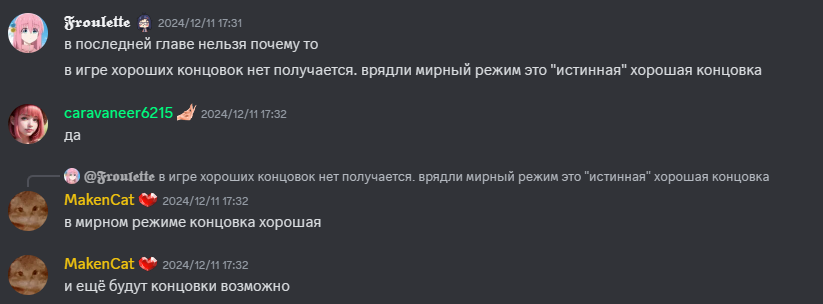 𝕱𝖗𝖔𝖚𝖑𝖊𝖙𝖙𝖊 2024/12/11 17:31
в последней главе нельзя почему то
в игре хороших концовок нет получается. врядли мирный режим это "истинная" хорошая концовка
caravaneer6215 2024/12/11 17:32
да
@𝕱𝖗𝖔𝖚𝖑𝖊𝖙𝖙𝖊 в игре хороших концовок нет получается. врядли мирный режим это "истинная" хорошая концовка
MakenCat 2024/12/11 17:32
в мирном режиме концовка хорошая
MakenCat 2024/12/11 17:32
и ещё будут концовки возможно